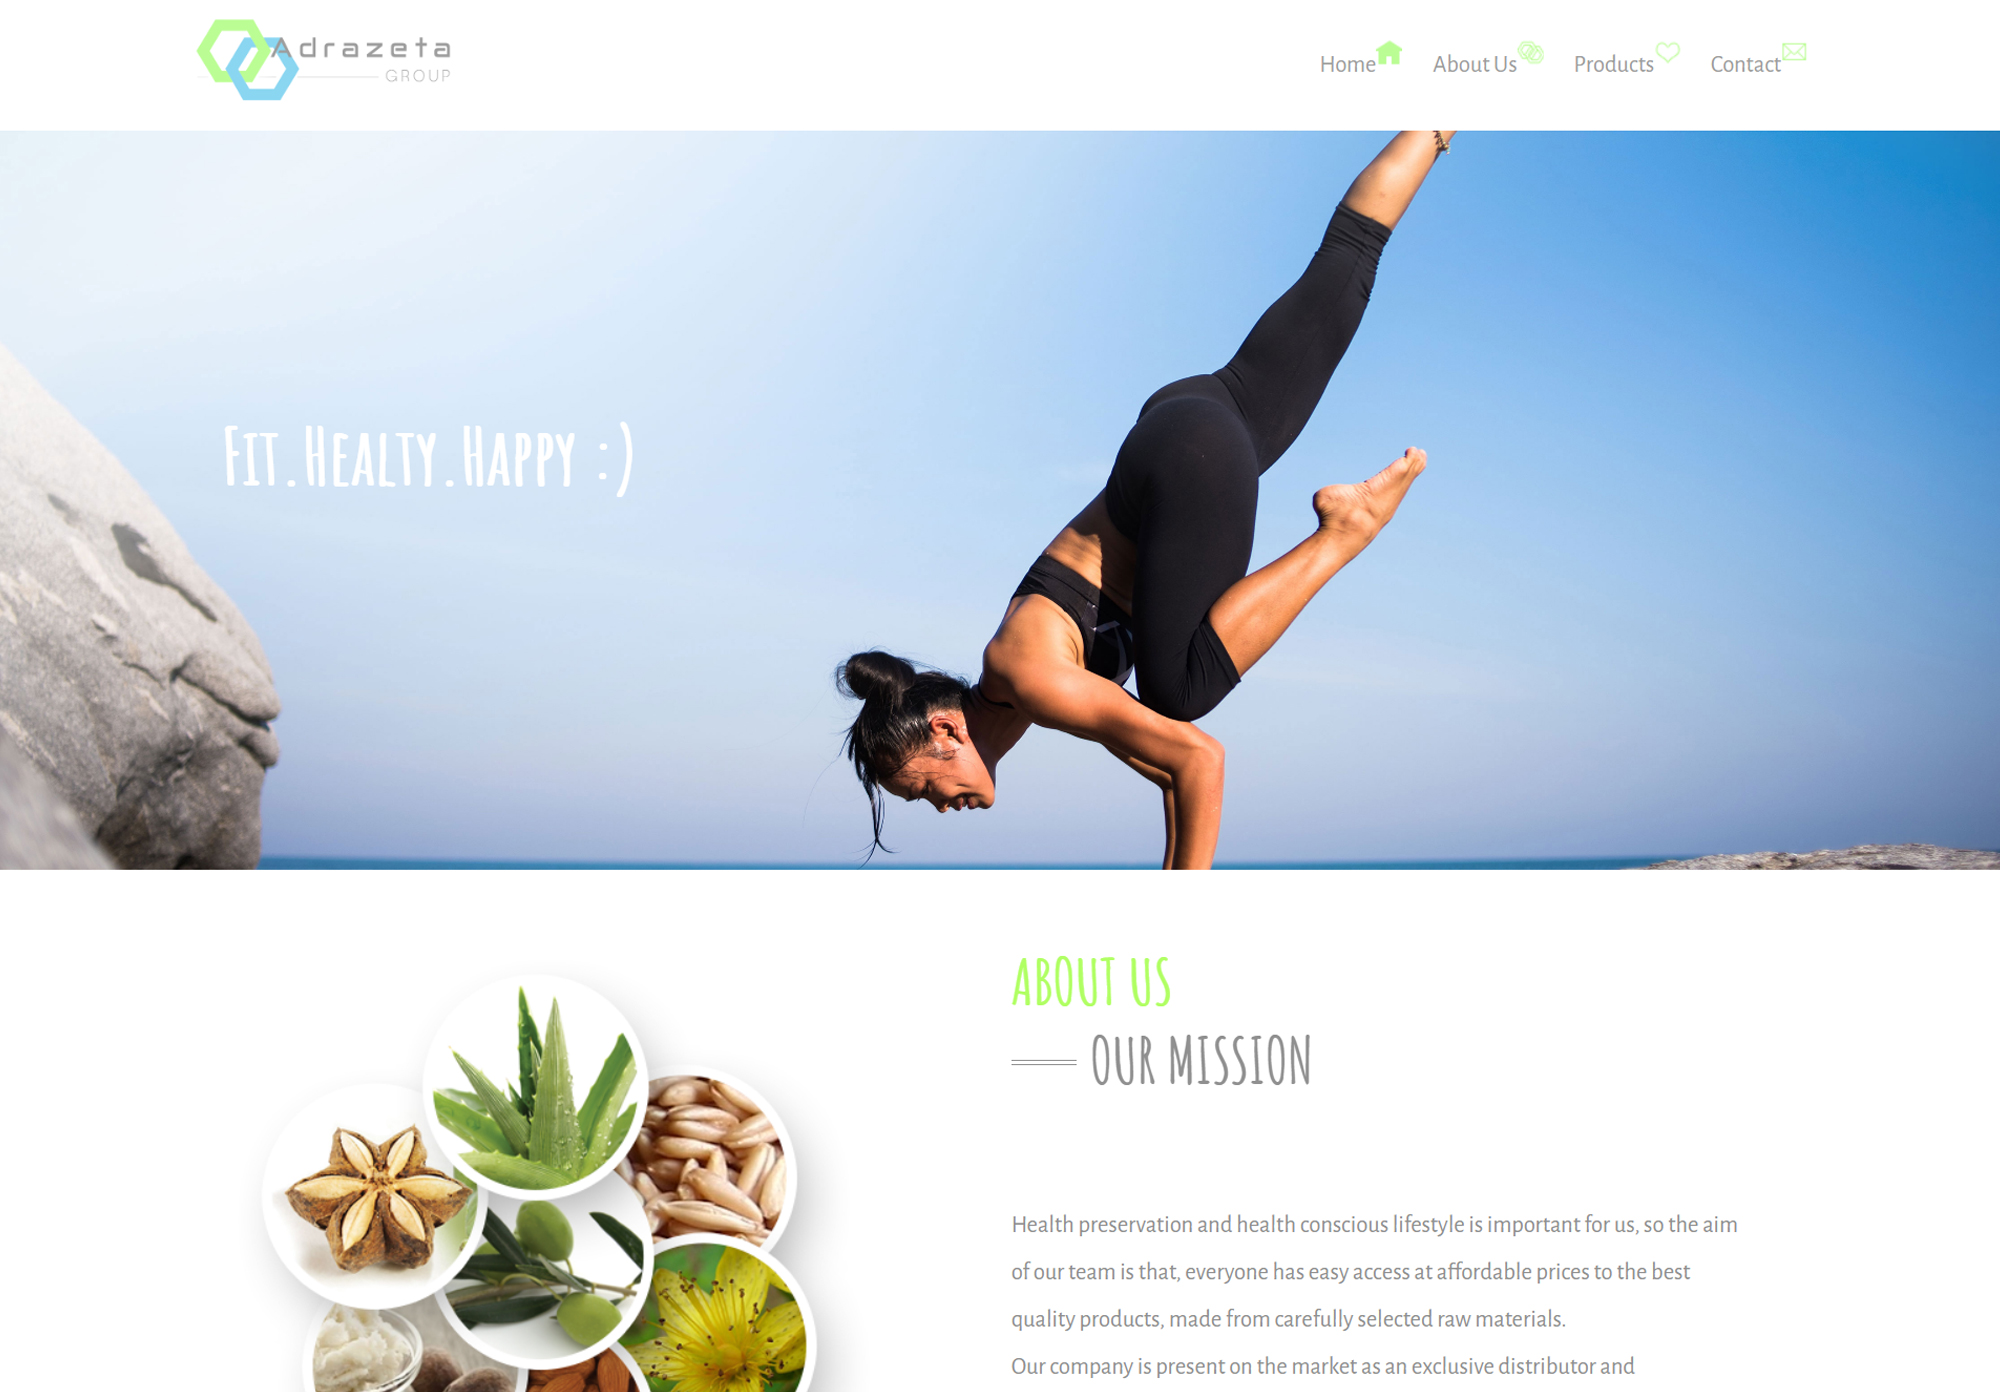 Adrazeta
GROUP
Home
About Us
Products
Contact
Fit.Healty.Happy :)
ABOUT US
OUR MISSION
Health preservation and health conscious lifestyle is important for us, so the aim
of our team is that, everyone has easy access at affordable prices to the best
quality products, made from carefully selected raw materials.
Our company is present on the market as an exclusive distributor and